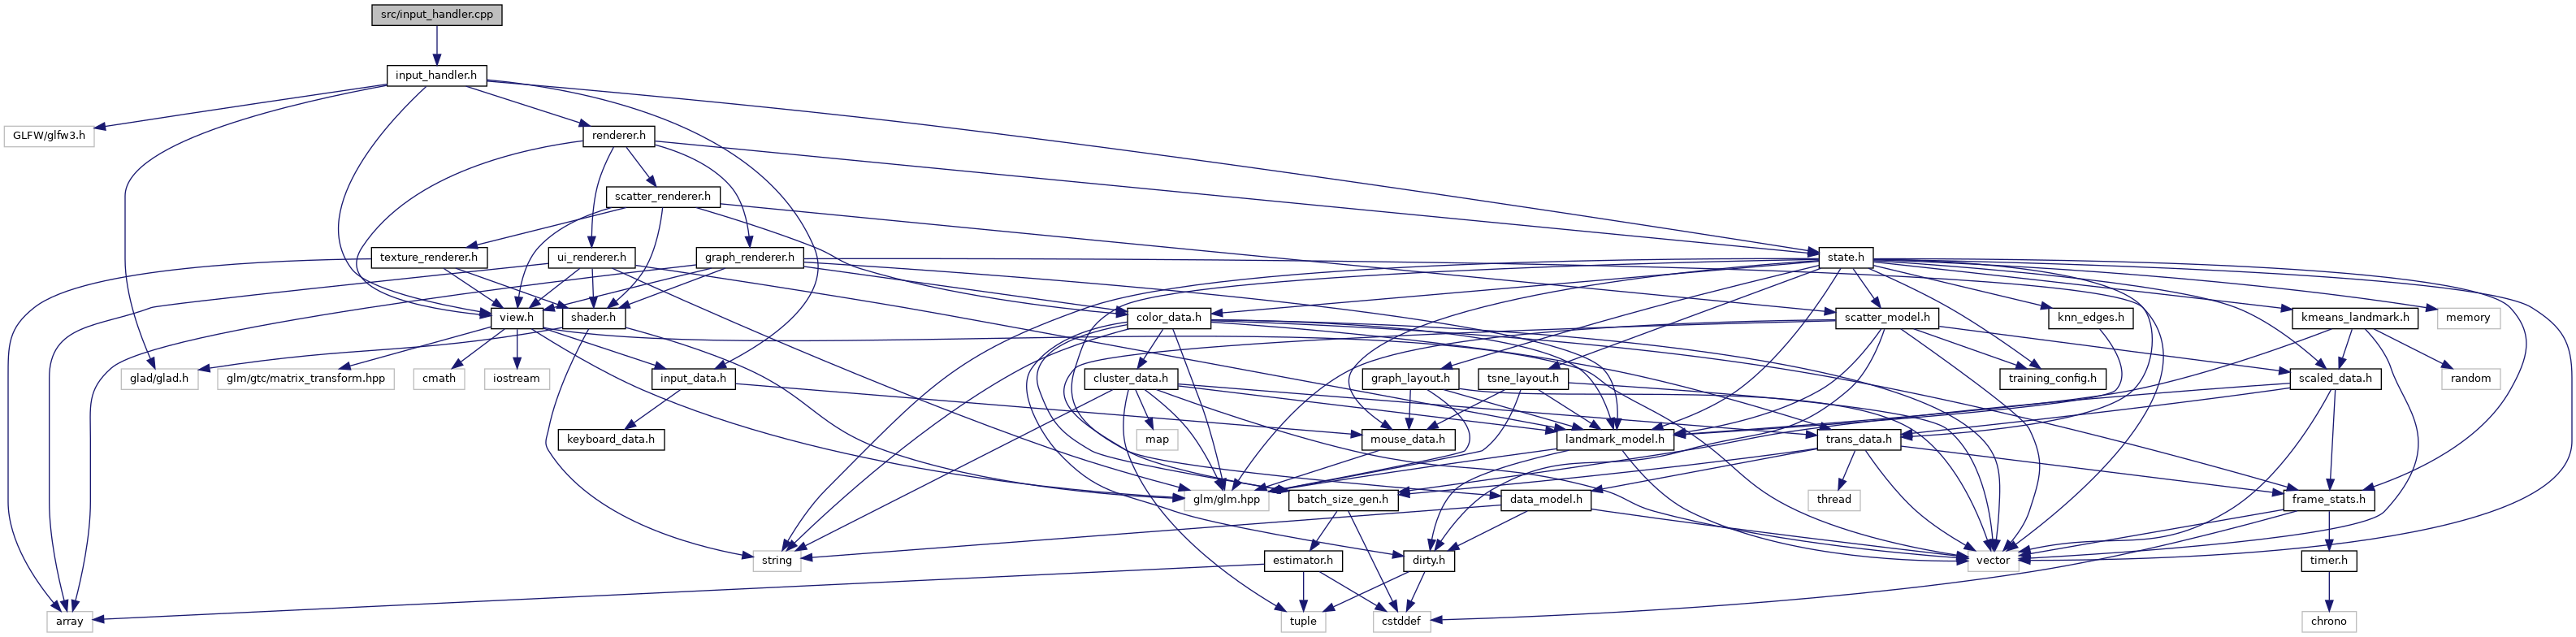 src/input_handler.cpp
input_handler.h
GLFW/glfw3.h
renderer.h
scatter_renderer.h
texture_renderer.h
ui_renderer.h
graph_renderer.h
state.h
view.h
shader.h
color_data.h
scatter_model.h
knn_edges.h
kmeans_landmark.h
memory
glad/glad.h
glm/gtc/matrix_transform.hpp
cmath
iostream
input_data.h
cluster_data.h
graph_layout.h
tsne_layout.h
training_config.h
scaled_data.h
random
keyboard_data.h
map
mouse_data.h
landmark_model.h
trans_data.h
glm/glm.hpp
batch_size_gen.h
data_model.h
thread
frame_stats.h
string
estimator.h
dirty.h
vector
timer.h
array
tuple
cstddef
chrono